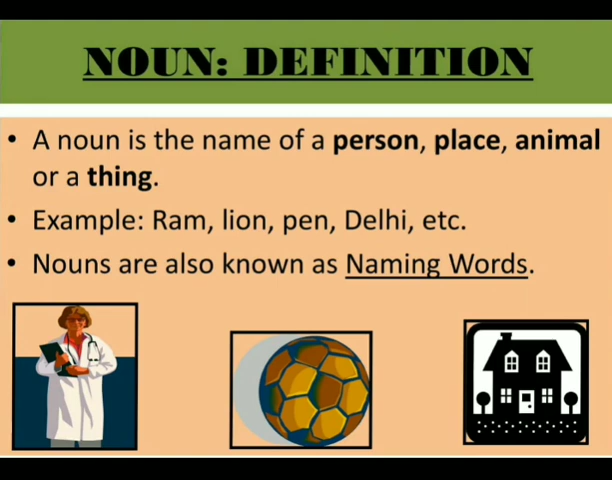 NOUN: DEFINITION
• A noun is the name of a person, place, animal
or a thing.
• Example: Ram, lion, pen, Delhi, etc.
• Nouns are also known as Naming Words.